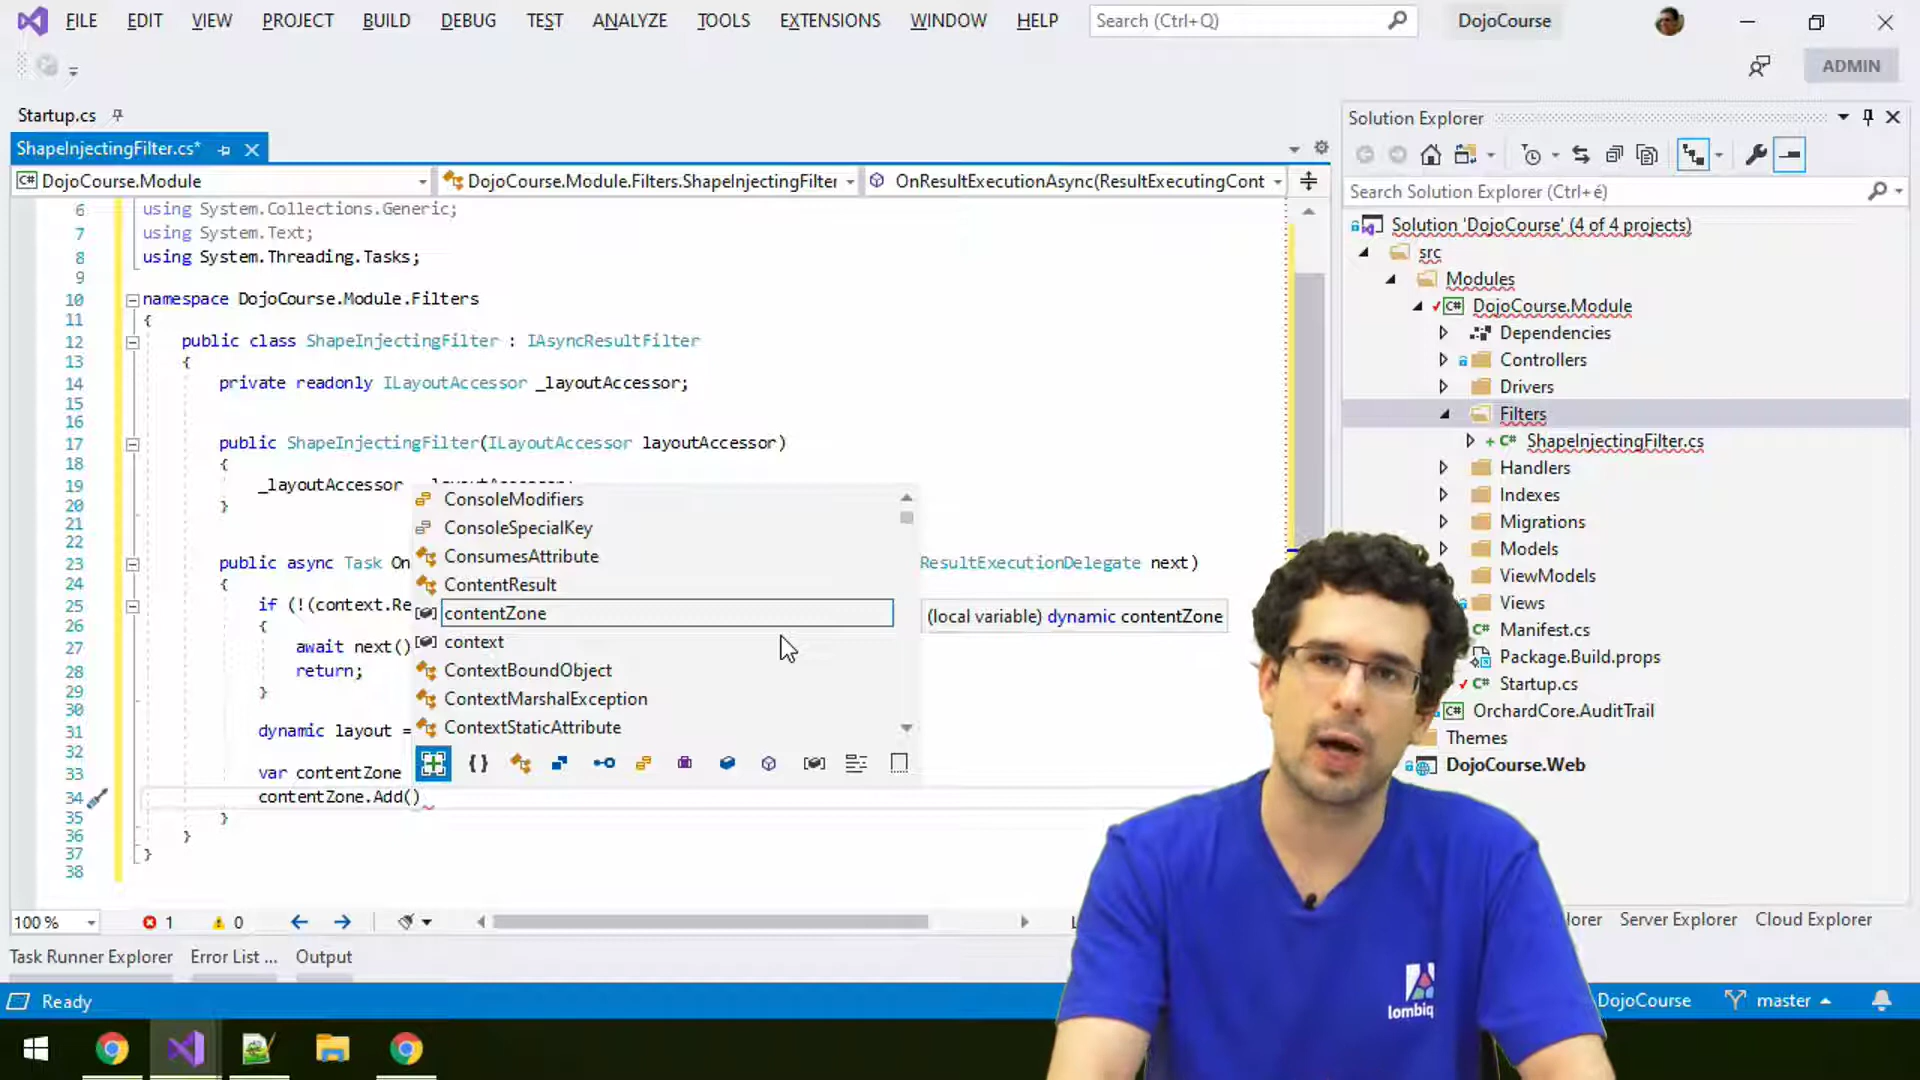 FILE EDIT VIEW PROJECT BUILD DEBUG TEST ANALYZE TOOLS EXTENSIONS WINDOW HELP Search (Ctrl+Q) DojoCourse
ADMIN
Startup.cs
ShapeInjectingFilter.cs*
DojoCourse.Module DojoCourse.Module.Filters.ShapeInjectingFilter OnResultExecutionAsync(ResultExecutingCont
6 using System.Collections.Generic;
7 using System.Text;
8 using System.Threading.Tasks;
9
10 namespace DojoCourse.Module.Filters
11 {
12 public class ShapeInjectingFilter : IAsyncResultFilter
13 {
14 private readonly ILayoutAccessor _layoutAccessor;
15
16
17 public ShapeInjectingFilter(ILayoutAccessor layoutAccessor)
18 {
19 _layoutAccessor
20 }
21
22
23 public async Task On ResultExecutionDelegate next)
24 {
25 if (!(context.Re
26 {
27 await next()
28 return;
29 }
30
31 dynamic layout =
32
33 var contentZone
34 contentZone.Add()
35 }
36 }
37 }
38
ConsoleModifiers
ConsoleSpecialKey
ConsumesAttribute
ContentResult
contentZone
context
ContextBoundObject
ContextMarshalException
ContextStaticAttribute
(local variable) dynamic contentZone
100 % 1 0
Task Runner Explorer Error List ... Output
Solution Explorer
Search Solution Explorer (Ctrl+é)
Solution 'DojoCourse' (4 of 4 projects)
src
Modules
DojoCourse.Module
Dependencies
Controllers
Drivers
Filters
ShapeInjectingFilter.cs
Handlers
Indexes
Migrations
Models
ViewModels
Views
Manifest.cs
Package.Build.props
Startup.cs
OrchardCore.AuditTrail
Themes
DojoCourse.Web
lorer Server Explorer Cloud Explorer
Ready DojoCourse master
lombiq